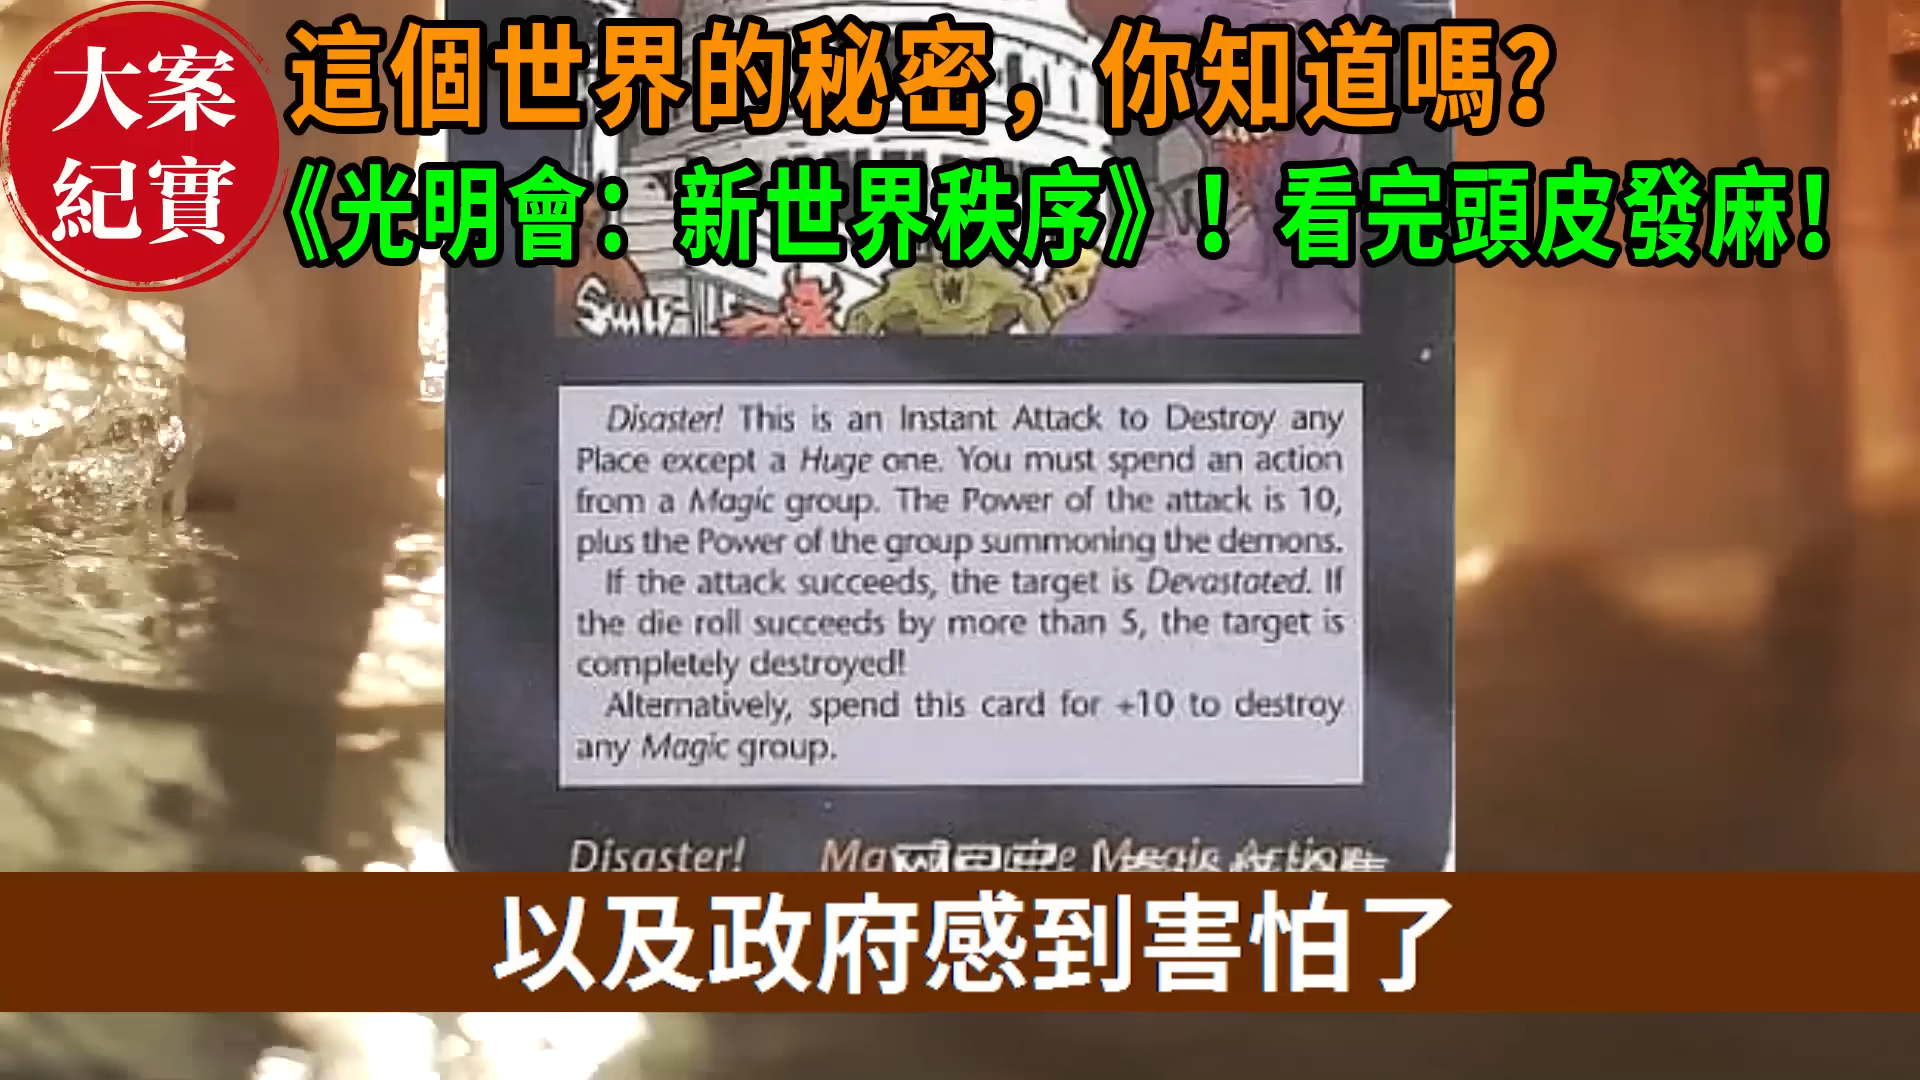 大案
紀實
這個世界的秘密，你知道嗎？
《光明會：新世界秩序》！看完頭皮發麻！
Disaster! This is an Instant Attack to Destroy any
Place except a Huge one. You must spend an action
from a Magic group. The Power of the attack is 10,
plus the Power of the group summoning the demons.
If the attack succeeds, the target is Devastated. If
the die roll succeeds by more than 5, the target is
completely destroyed!
Alternatively, spend this card for +10 to destroy
any Magic group.
Disaster! Magic Action
以及政府感到害怕了